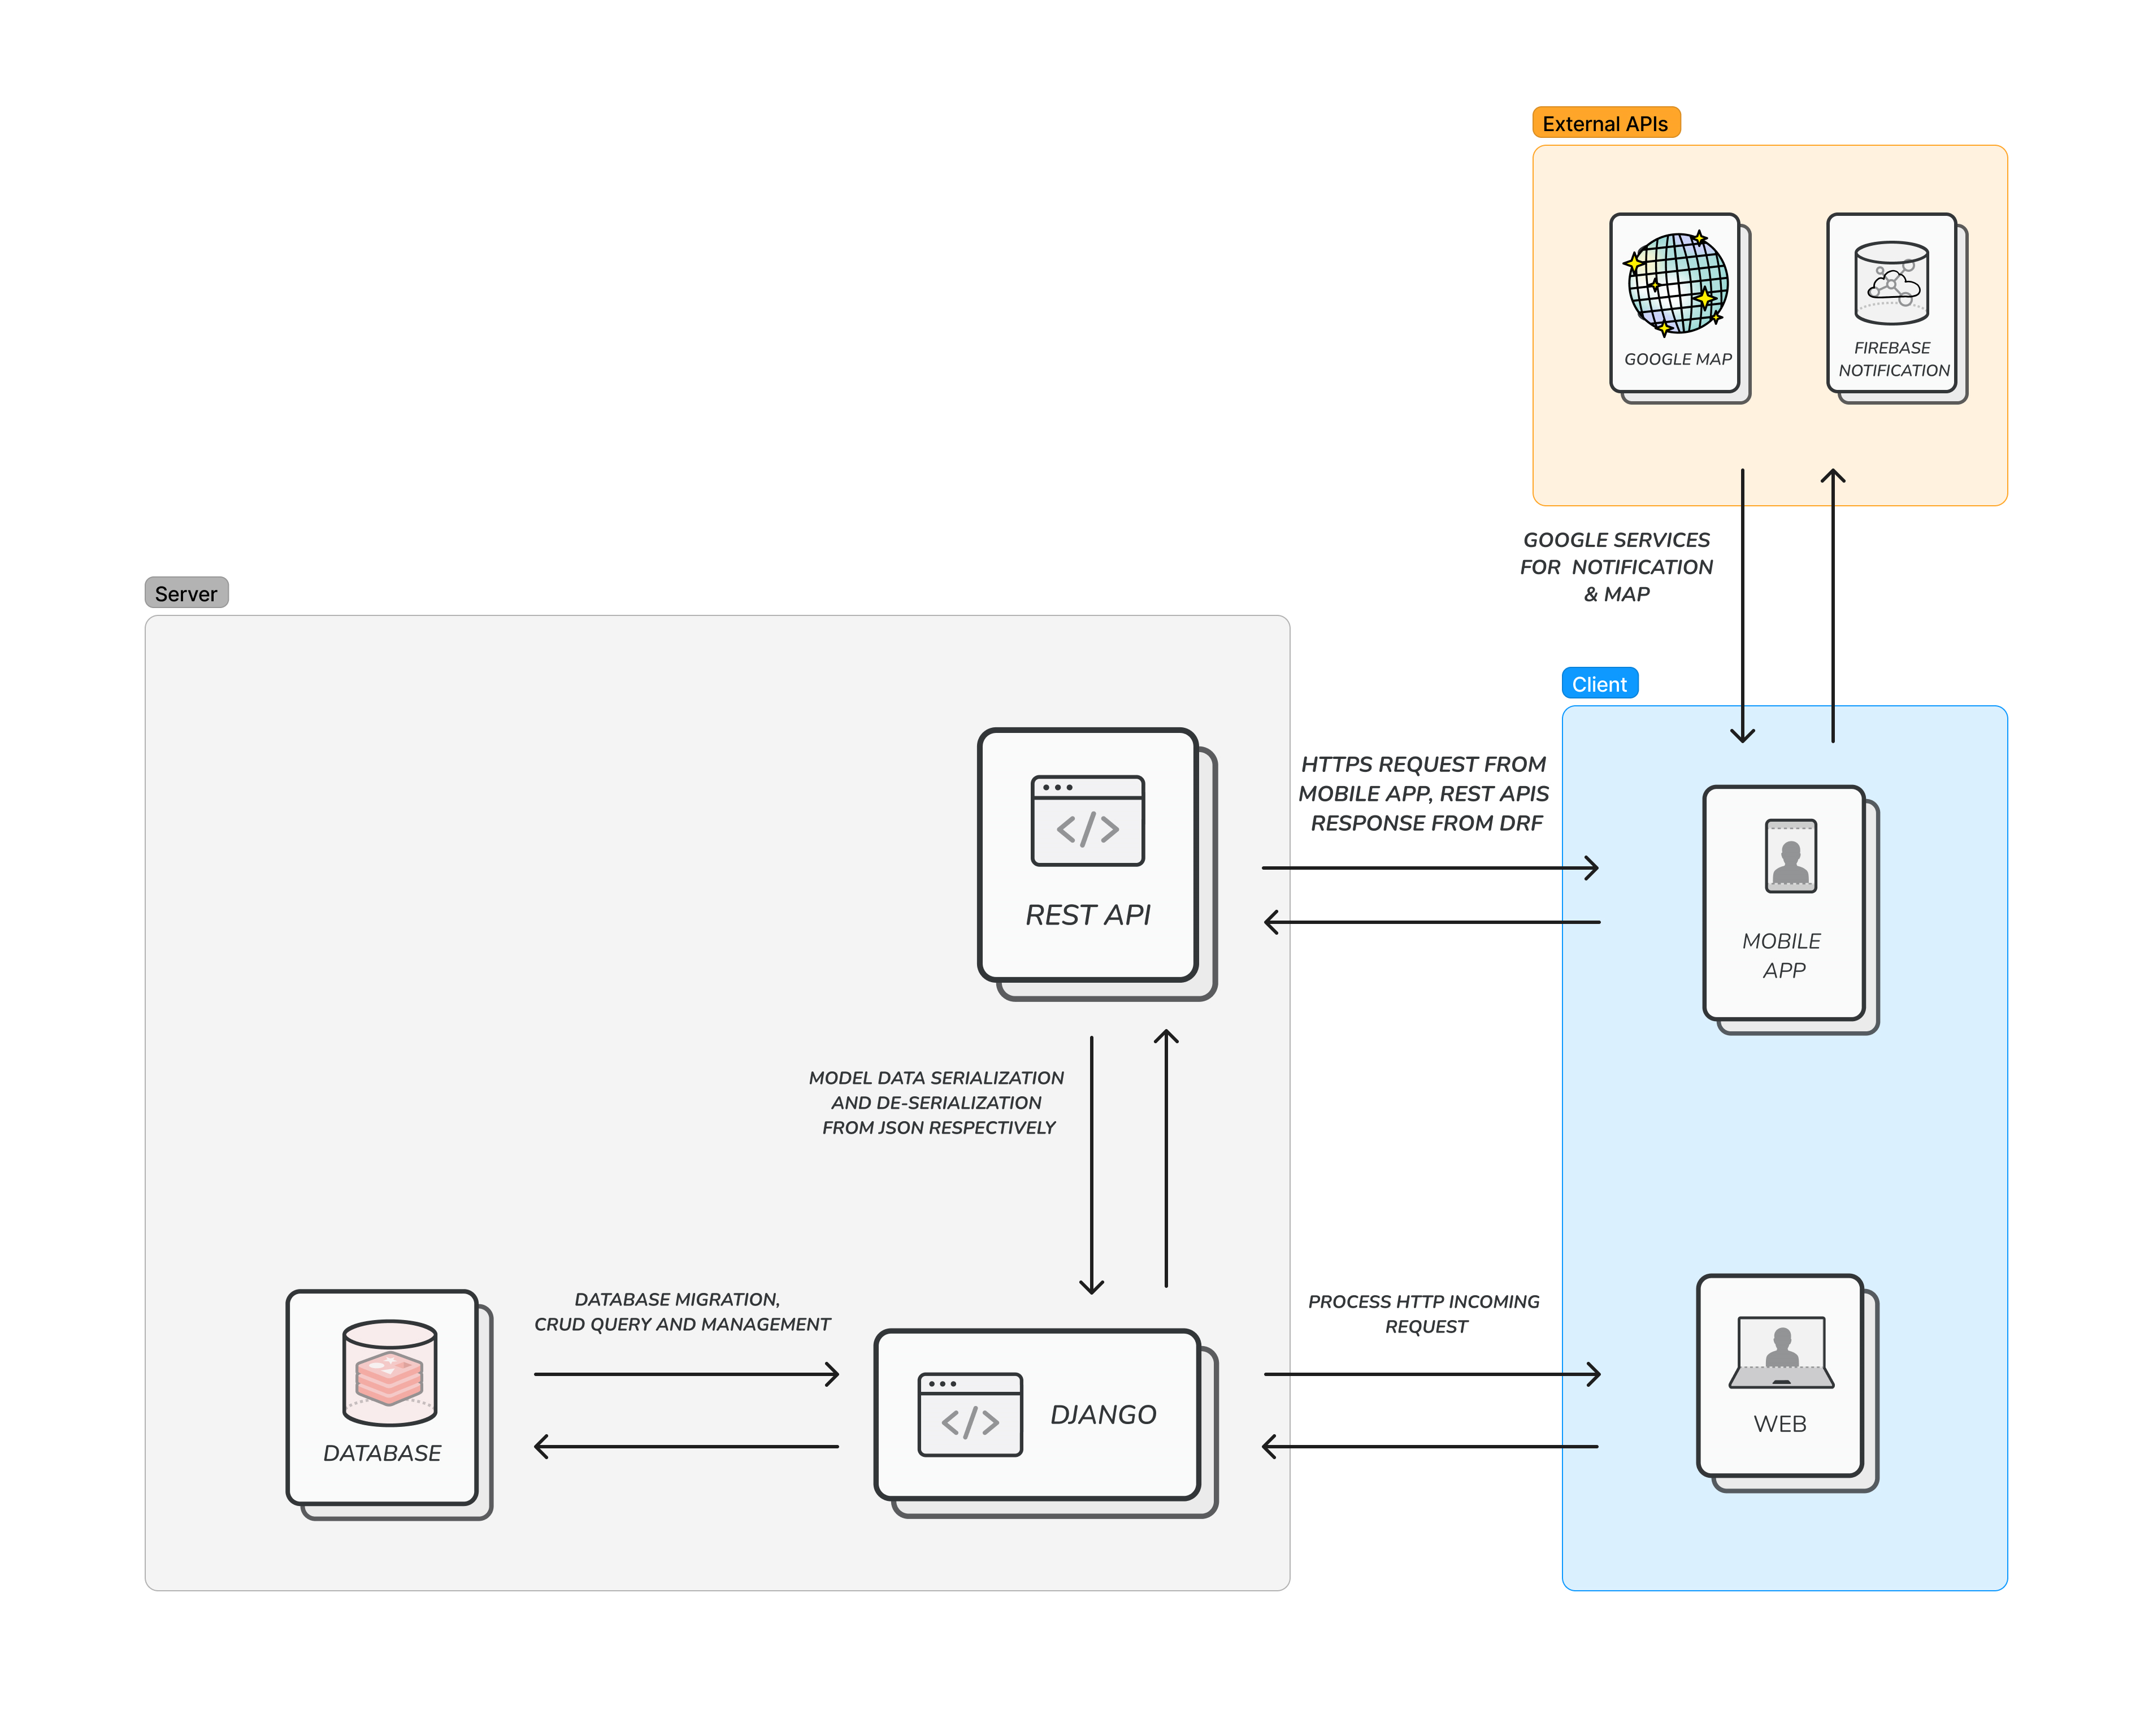 External APIs
GOOGLE MAP
FIREBASE
NOTIFICATION
GOOGLE SERVICES
FOR NOTIFICATION
& MAP
Server
Client
HTTPS REQUEST FROM
MOBILE APP, REST APIS
RESPONSE FROM DRF
REST API
MOBILE
APP
MODEL DATA SERIALIZATION
AND DE-SERIALIZATION
FROM JSON RESPECTIVELY
DATABASE MIGRATION,
CRUD QUERY AND MANAGEMENT
PROCESS HTTP INCOMING
REQUEST
DATABASE
DJANGO
WEB